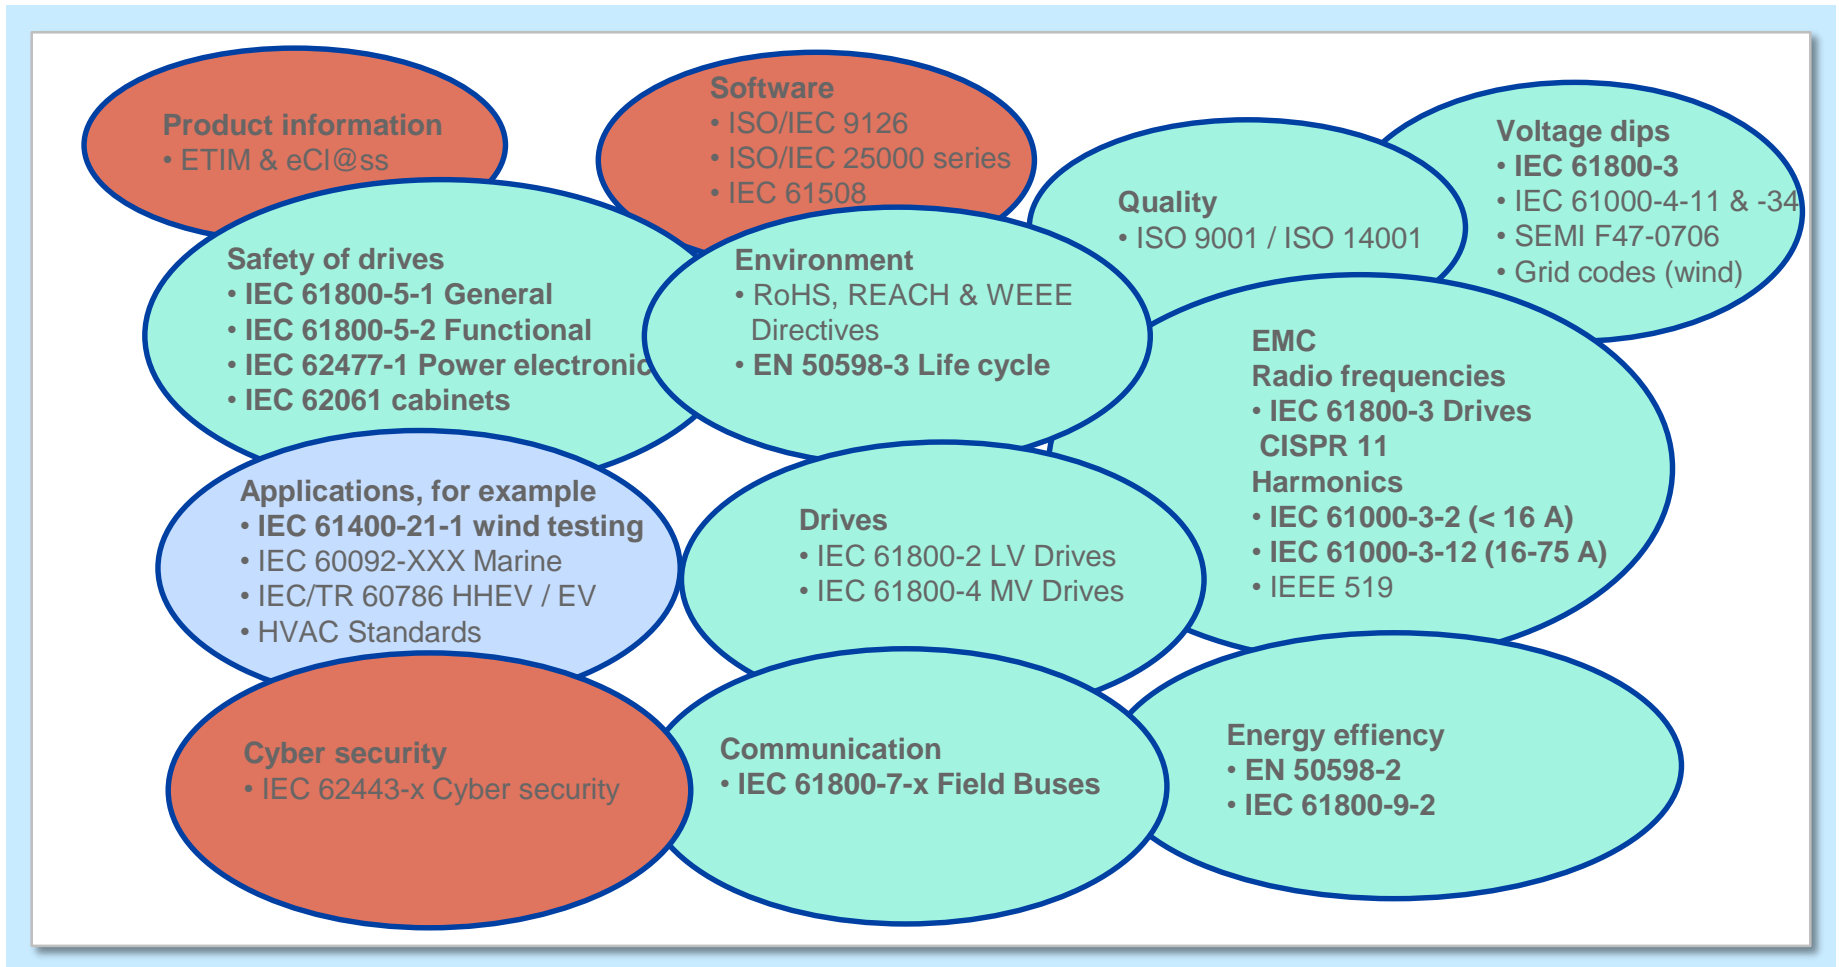 Product information
• ETIM & eCl@ss
Software
• ISO/IEC 9126
• ISO/IEC 25000 series
• IEC 61508
Quality
• ISO 9001 / ISO 14001
Voltage dips
• IEC 61800-3
• IEC 61000-4-11 & -34
• SEMI F47-0706
• Grid codes (wind)
Safety of drives
• IEC 61800-5-1 General
• IEC 61800-5-2 Functional
• IEC 62477-1 Power electronic
• IEC 62061 cabinets
Environment
• RoHS, REACH & WEEE
Directives
• EN 50598-3 Life cycle
EMC
Radio frequencies
• IEC 61800-3 Drives
CISPR 11
Harmonics
• IEC 61000-3-2 (< 16 A)
• IEC 61000-3-12 (16-75 A)
• IEEE 519
Applications, for example
• IEC 61400-21-1 wind testing
• IEC 60092-XXX Marine
• IEC/TR 60786 HHEV / EV
• HVAC Standards
Drives
• IEC 61800-2 LV Drives
• IEC 61800-4 MV Drives
Cyber security
• IEC 62443-x Cyber security
Communication
• IEC 61800-7-x Field Buses
Energy effiency
• EN 50598-2
• IEC 61800-9-2